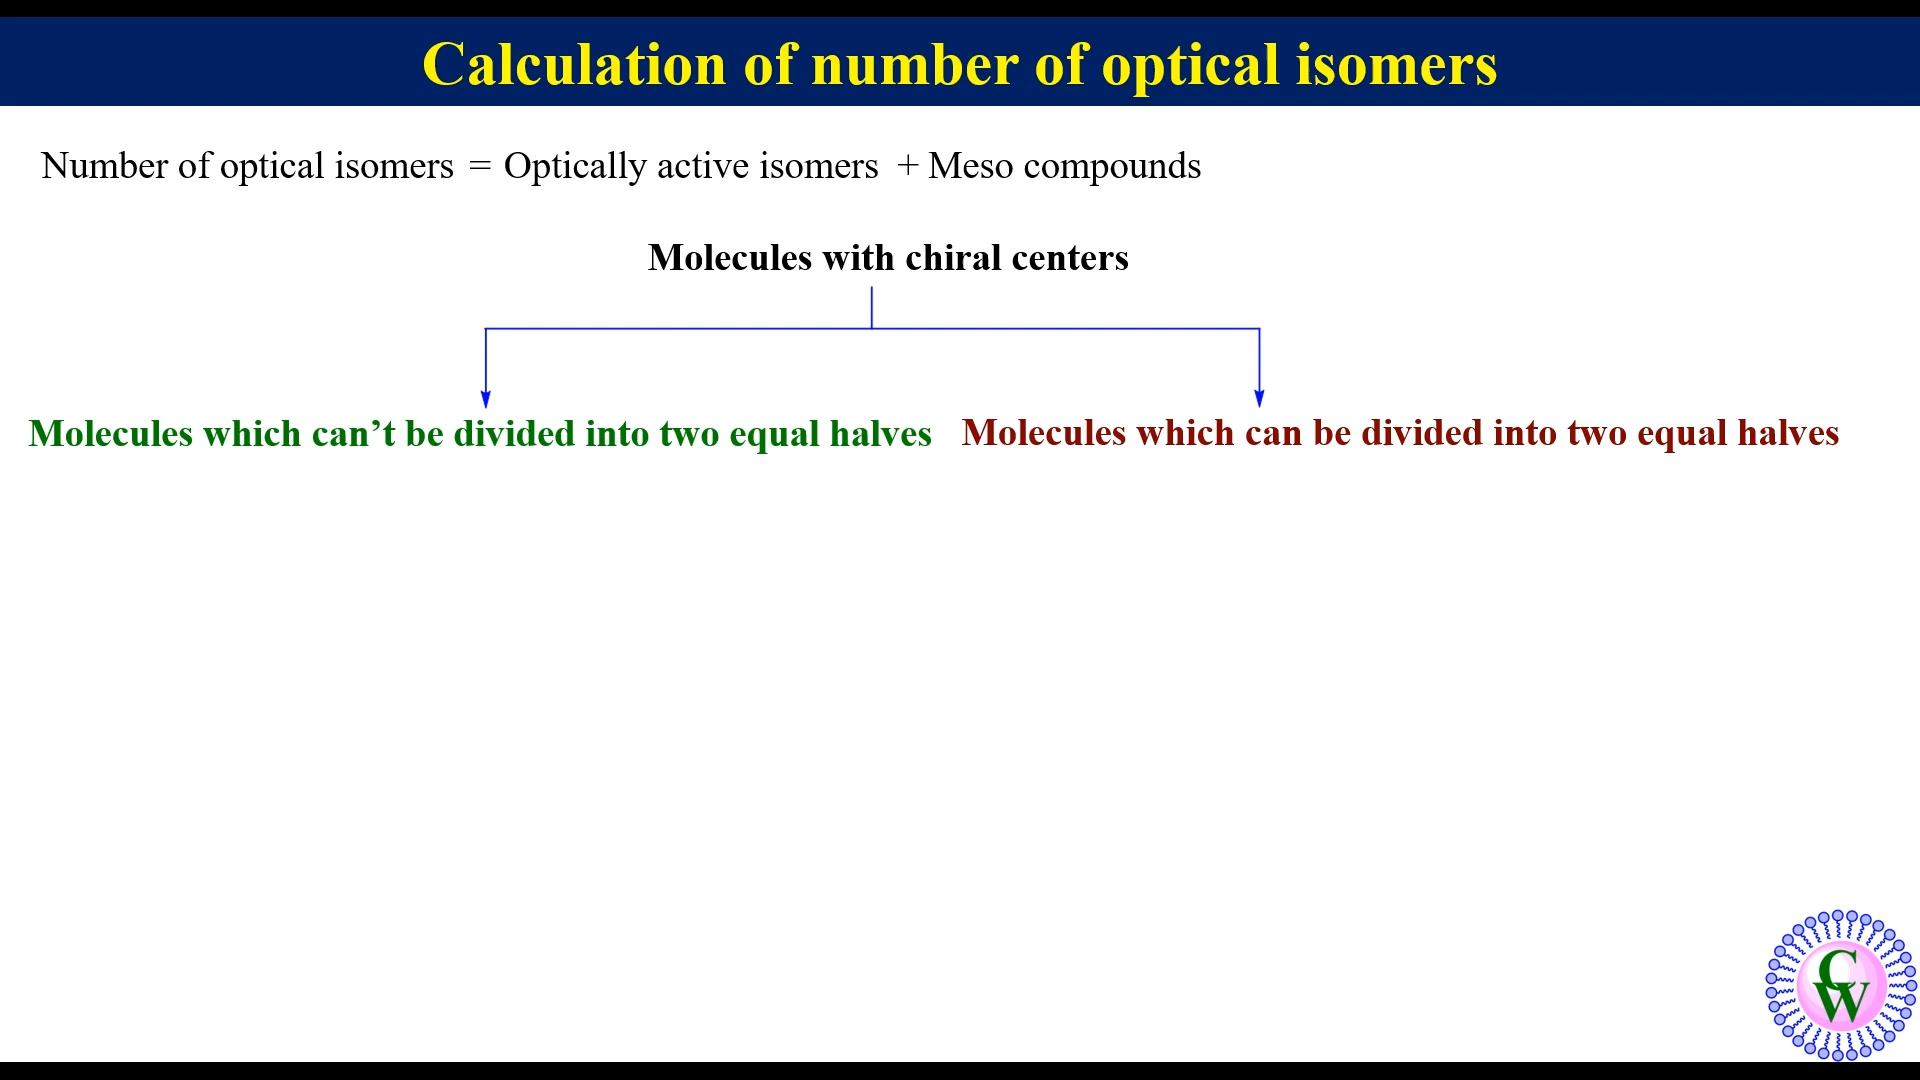 Calculation of number of optical isomers
Number of optical isomers = Optically active isomers + Meso compounds
Molecules with chiral centers
Molecules which can’t be divided into two equal halves
Molecules which can be divided into two equal halves
CW